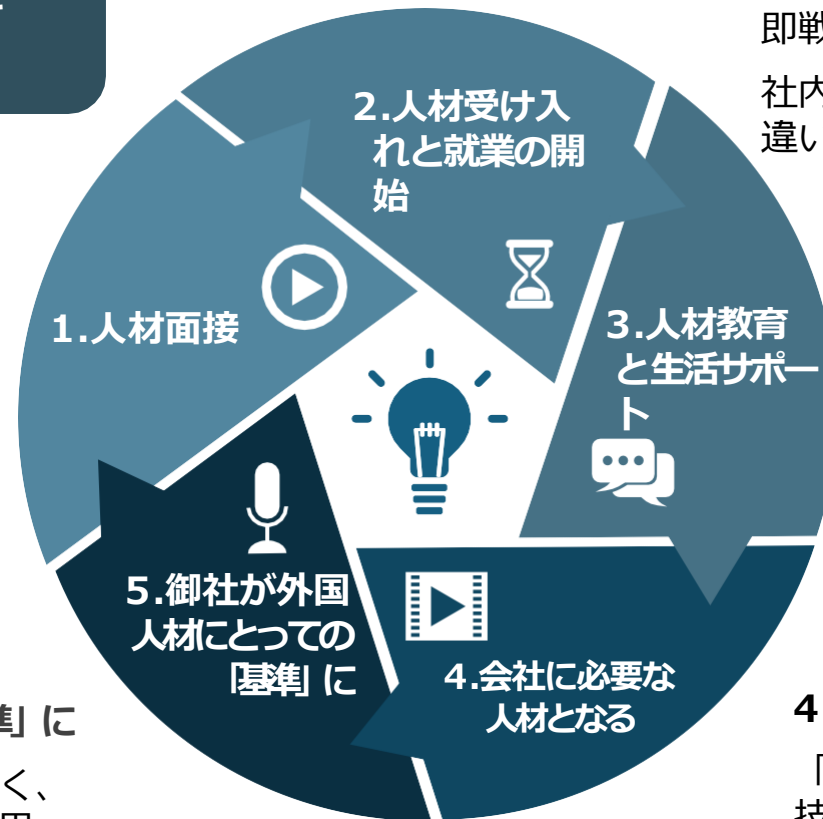 即戦
社内
違い
2.人材受け入
れと就業の開
始
1.人材面接
3.人材教育
と生活サポー
ト
5.御社が外国
人材にとっての
「基準」に
4.会社に必要な
人材となる
準」に
く、
4
「